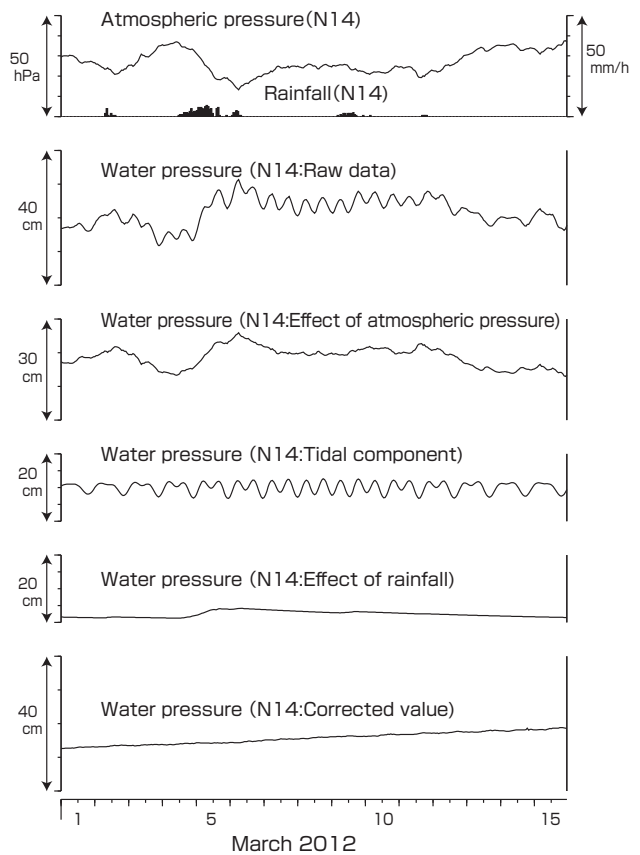 Atmospheric pressure(N14)
50
hPa
50
mm/h
Rainfall(N14)
Water pressure (N14:Raw data)
40
cm
Water pressure (N14:Effect of atmospheric pressure)
30
cm
Water pressure (N14:Tidal component)
20
cm
Water pressure (N14:Effect of rainfall)
20
cm
Water pressure (N14:Corrected value)
40
cm
1 5 10 15
March 2012